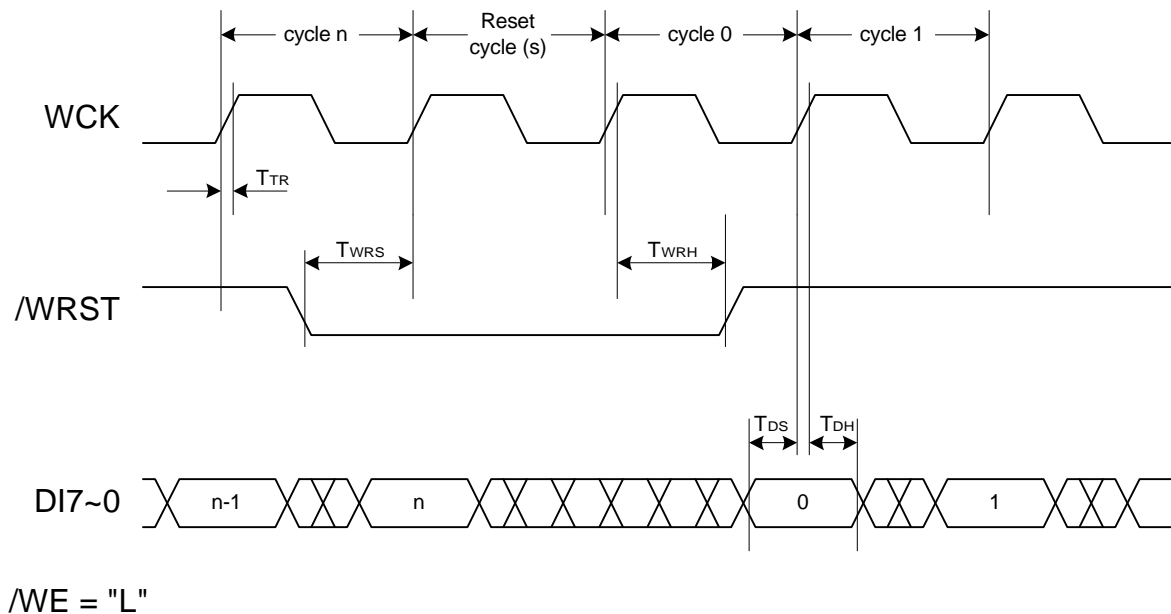 cycle n
Reset
cycle (s)
cycle 0
cycle 1
WCK
TTR
TWRS
TWRH
/WRST
TDS
TDH
DI7~0
n-1
n
0
1
/WE = "L"